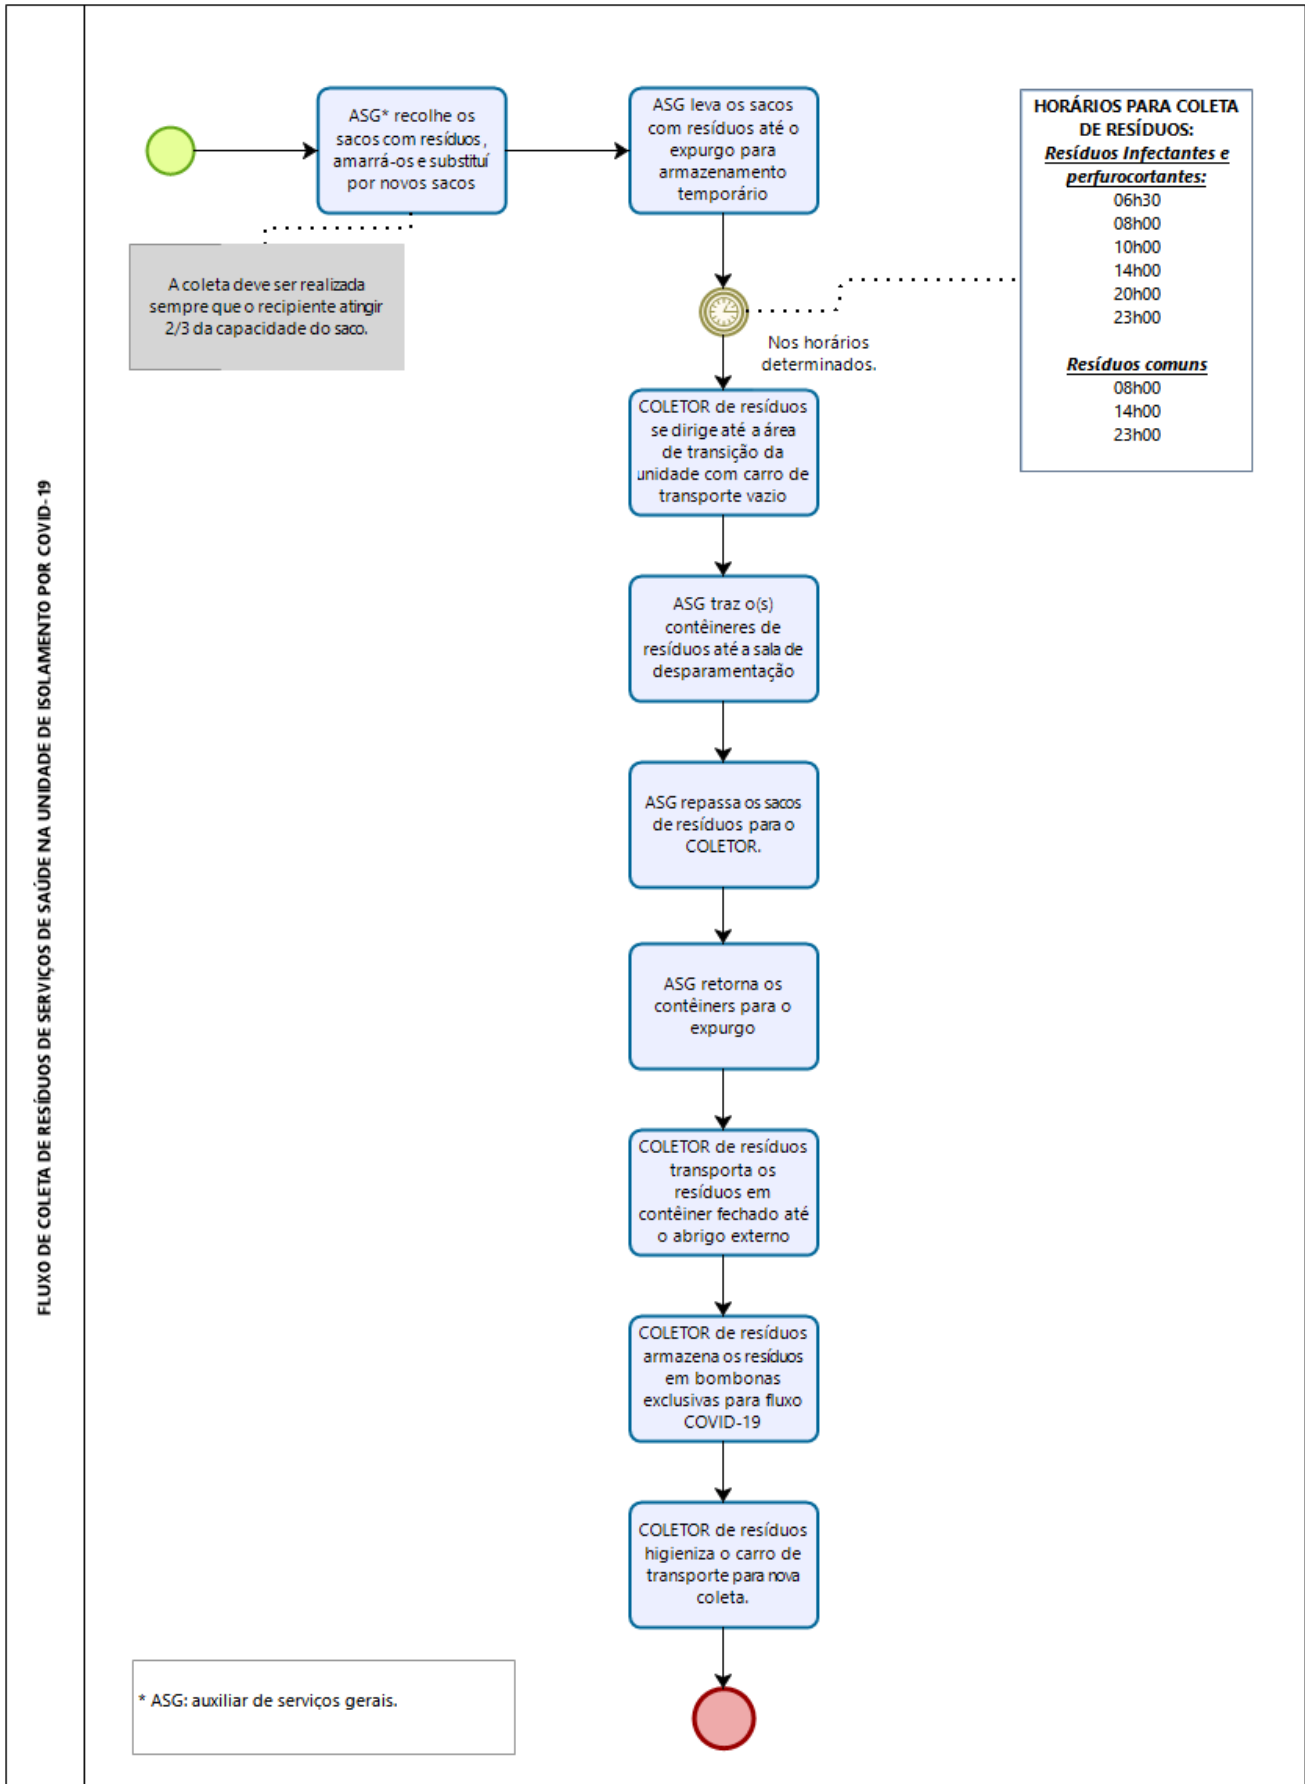 FLUXO DE COLETA DE RESÍDUOS DE SERVIÇOS DE SAÚDE NA UNIDADE DE ISOLAMENTO POR COVID-19
ASG* recolhe os
sacos com resíduos,
amarrá-os e substituí
por novos sacos
A coleta deve ser realizada
sempre que o recipiente atingir
2/3 da capacidade do saco.
ASG leva os sacos
com resíduos até o
expurgo para
armazenamento
temporário
HORÁRIOS PARA COLETA
DE RESÍDUOS:
Resíduos Infectantes e
perfurocortantes:
06h30
08h00
10h00
14h00
20h00
23h00
Resíduos comuns
08h00
14h00
23h00
Nos horários
determinados.
COLETOR de resíduos
se dirige até a área
de transição da
unidade com carro de
transporte vazio
ASG traz o(s)
contêineres de
resíduos até a sala de
desparamentação
ASG repassa os sacos
de resíduos para o
COLETOR.
ASG retorna os
contêiners para o
expurgo
COLETOR de resíduos
transporta os
resíduos em
contêiner fechado até
o abrigo externo
COLETOR de resíduos
armazena os resíduos
em bombonas
exclusivas para fluxo
COVID-19
COLETOR de resíduos
higieniza o carro de
transporte para nova
coleta.
* ASG: auxiliar de serviços gerais.